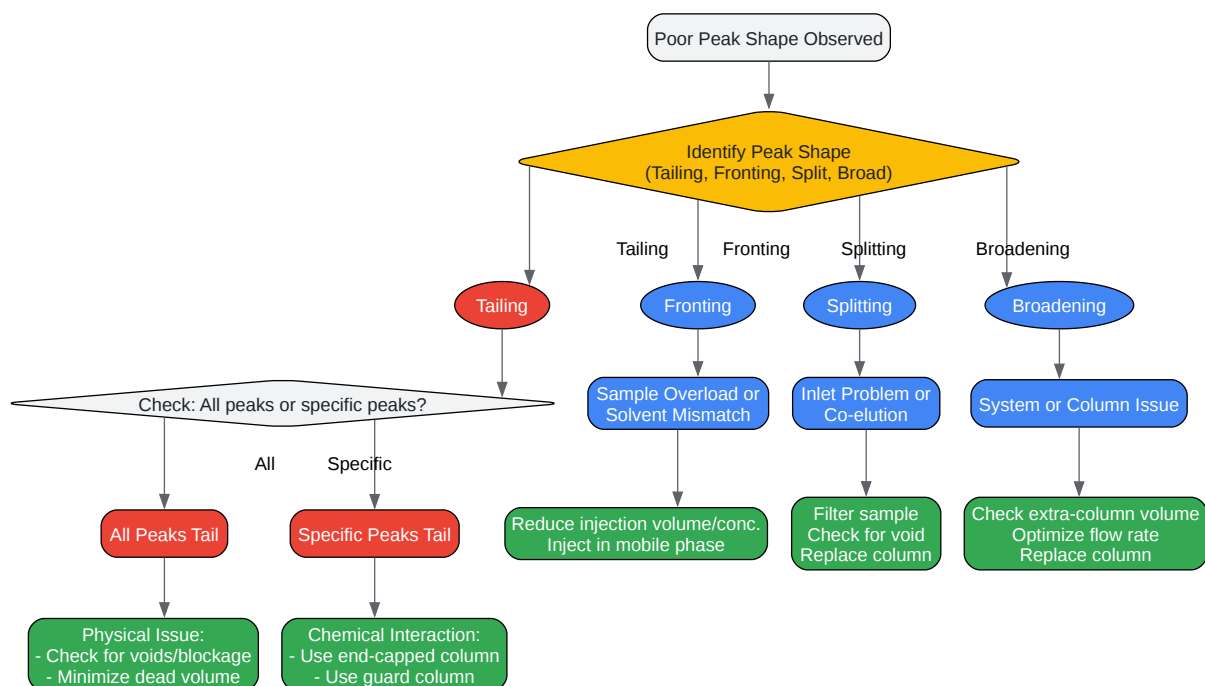 Poor Peak Shape Observed
Identify Peak Shape
(Tailing, Fronting, Split, Broad)
Tailing
Fronting
Splitting
Broadening
Tailing
Fronting
Splitting
Broadening
Check: All peaks or specific peaks?
Sample Overload or
Solvent Mismatch
Inlet Problem or
Co-elution
System or Column Issue
All
Specific
All Peaks Tail
Specific Peaks Tail
Reduce injection volume/conc.
Inject in mobile phase
Filter sample
Check for void
Replace column
Check extra-column volume
Optimize flow rate
Replace column
Physical Issue:
- Check for voids/blockage
- Minimize dead volume
Chemical Interaction:
- Use end-capped column
- Use guard column